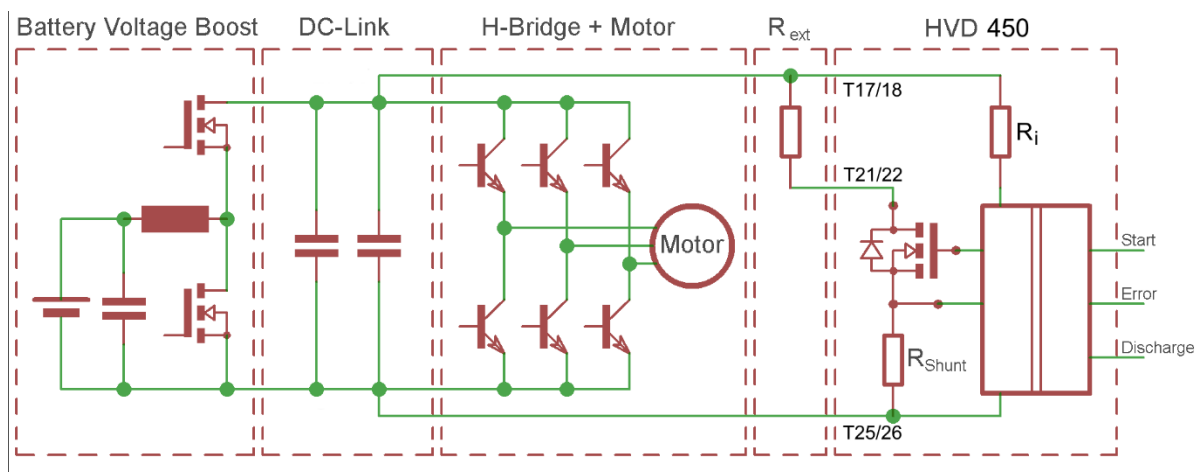 Battery Voltage Boost
DC-Link
H-Bridge + Motor
Rext
HVD 450
T17/18
Ri
T21/22
Motor
Start
Error
RShunt
Discharge
T25/26